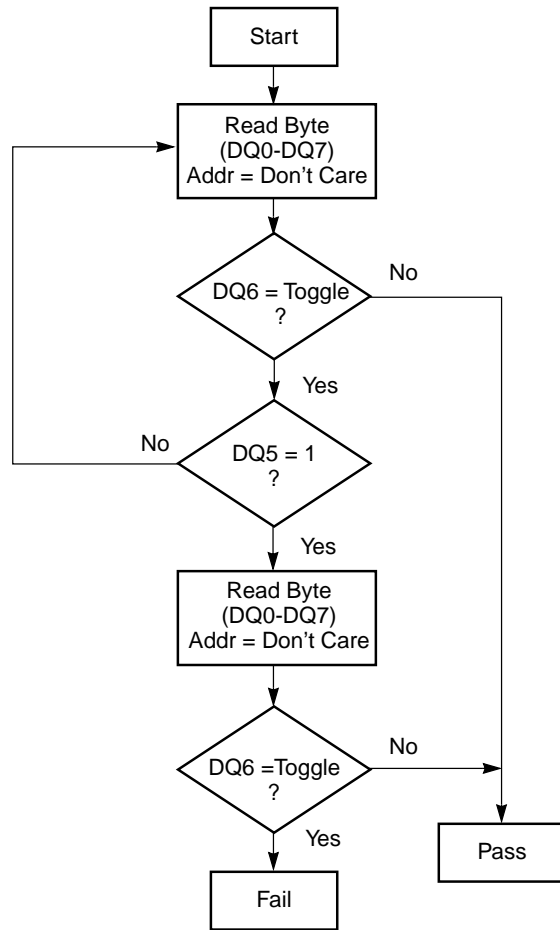 Start
Read Byte
(DQ0-DQ7)
Addr = Don't Care
DQ6 = Toggle
?
No
Yes
No
DQ5 = 1
?
Yes
Read Byte
(DQ0-DQ7)
Addr = Don't Care
DQ6 =Toggle
?
No
Yes
Pass
Fail